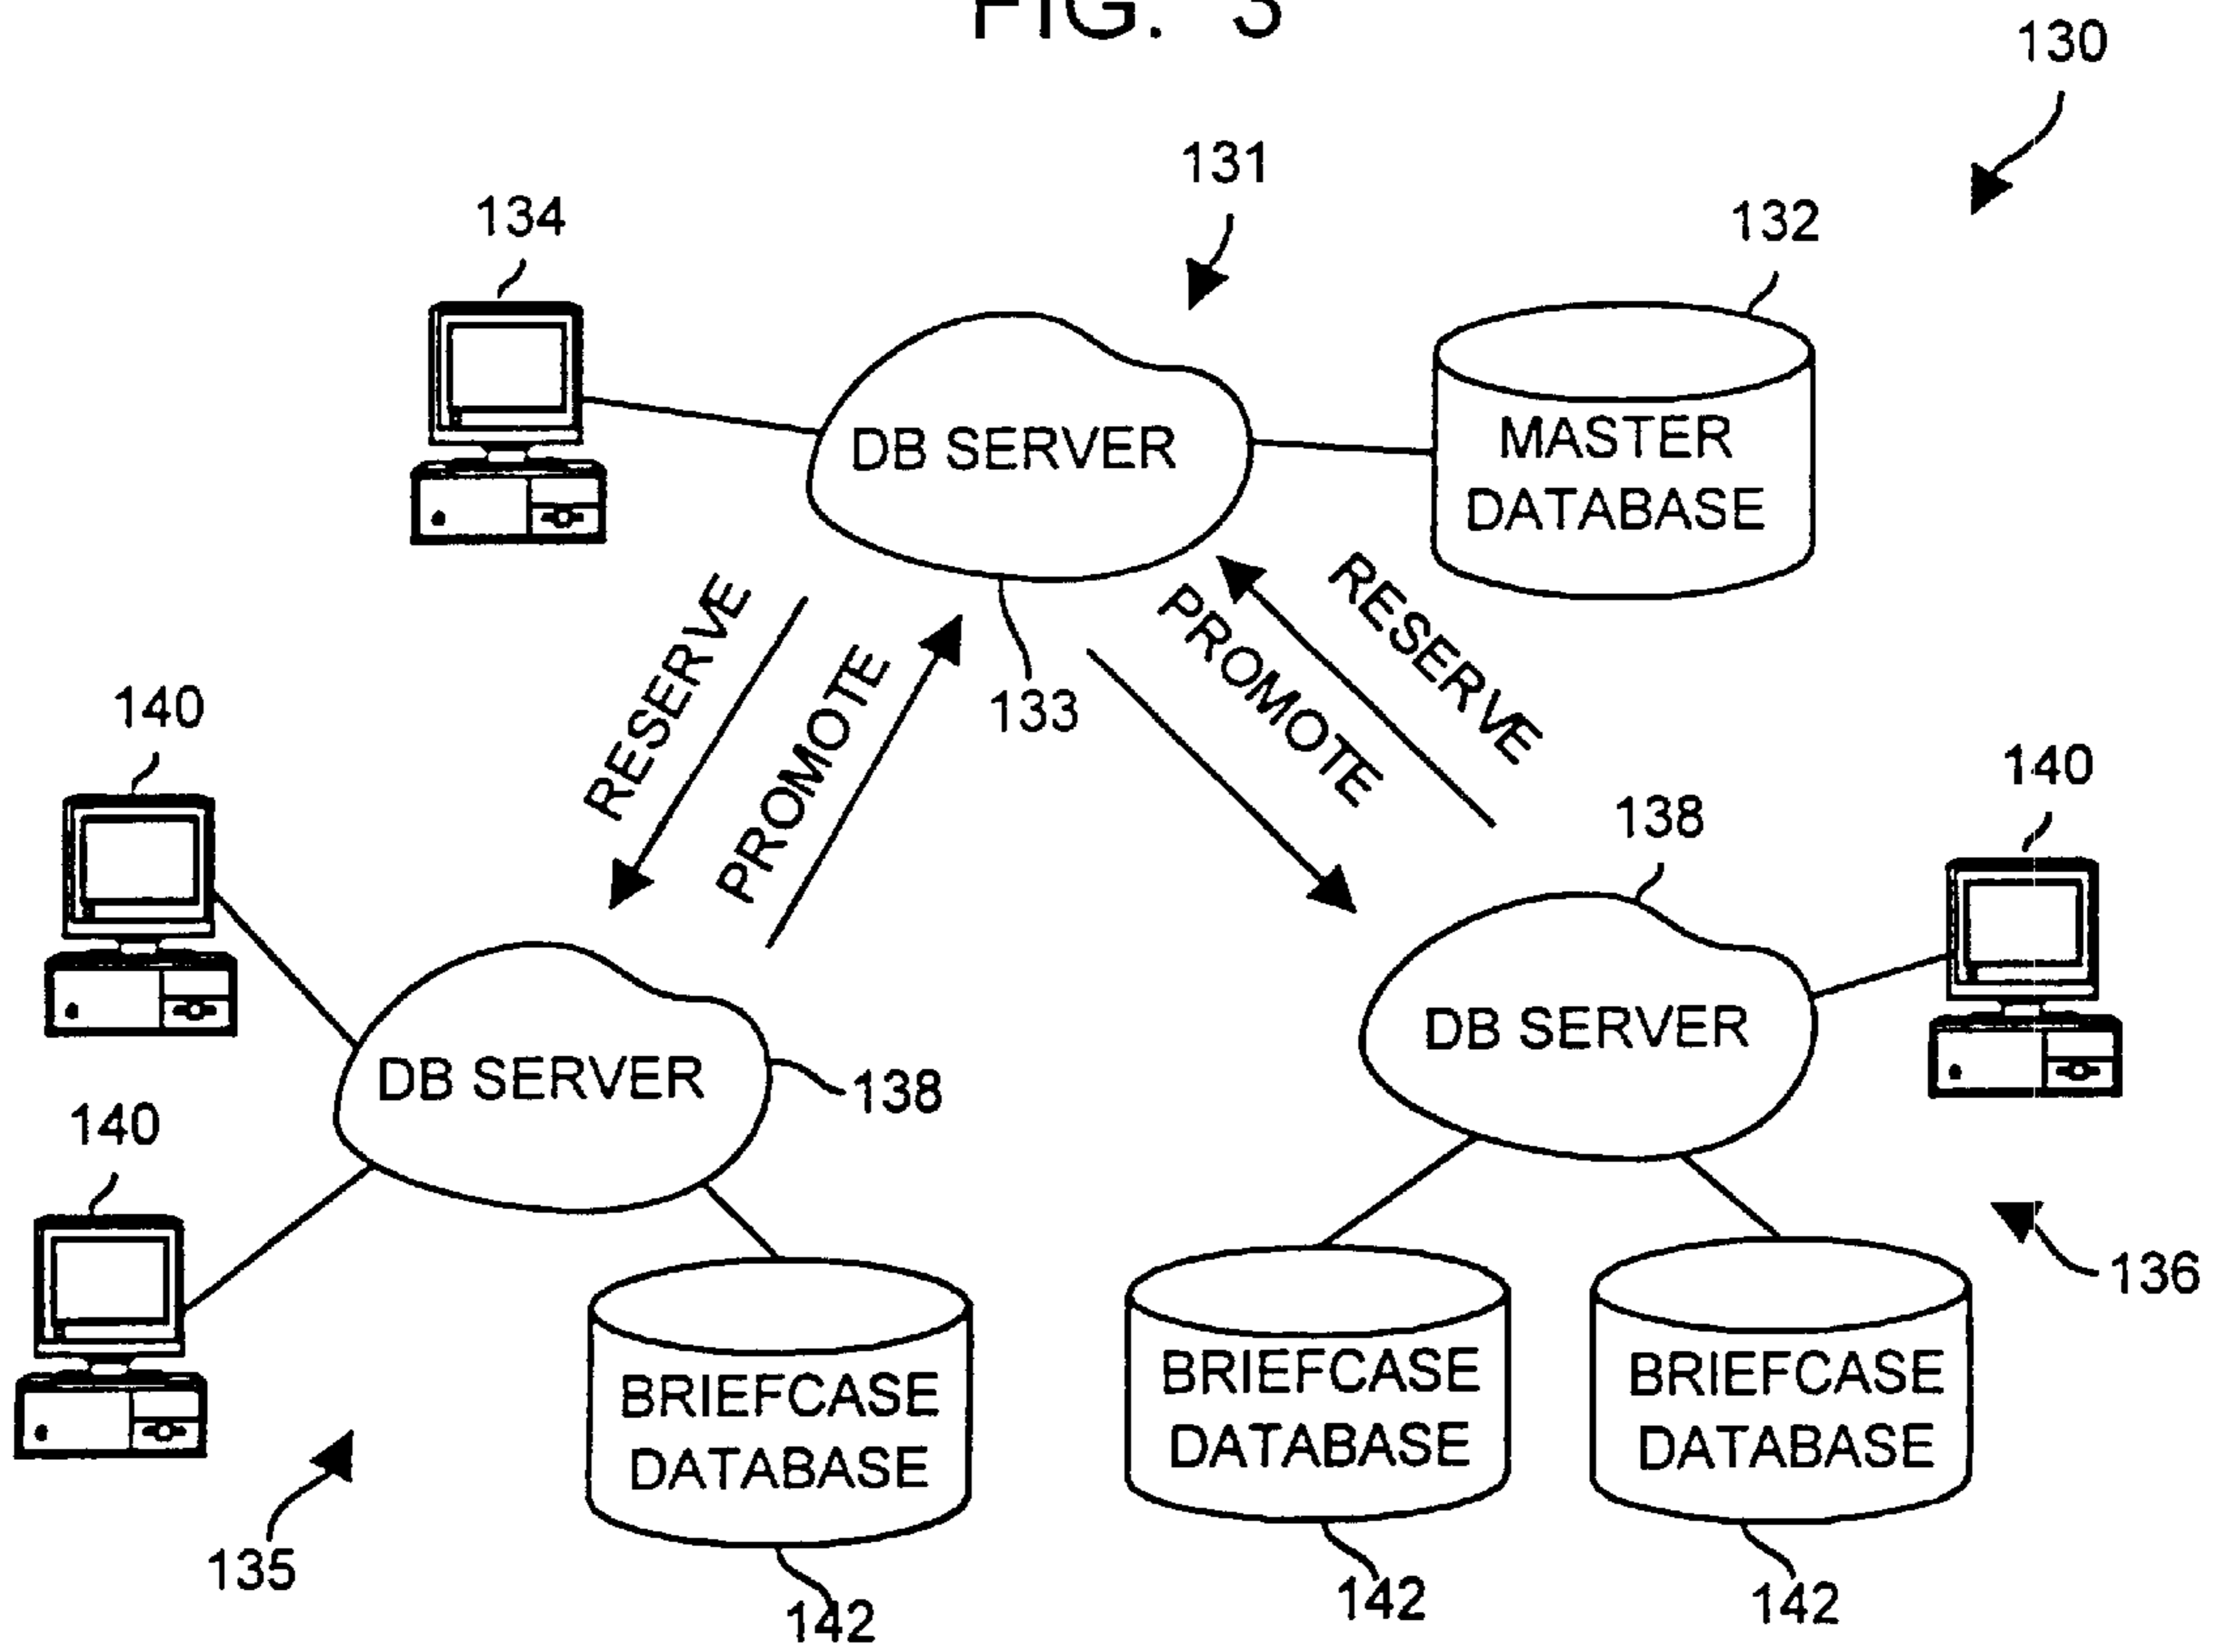 FIG. 3
130
131
134
132
DB SERVER
MASTER
DATABASE
RESERVE
PROMOTE
133
PROMOTE
RESERVE
140
140
138
DB SERVER
DB SERVER
138
140
136
BRIEFCASE
DATABASE
BRIEFCASE
DATABASE
BRIEFCASE
DATABASE
135
142
142
142